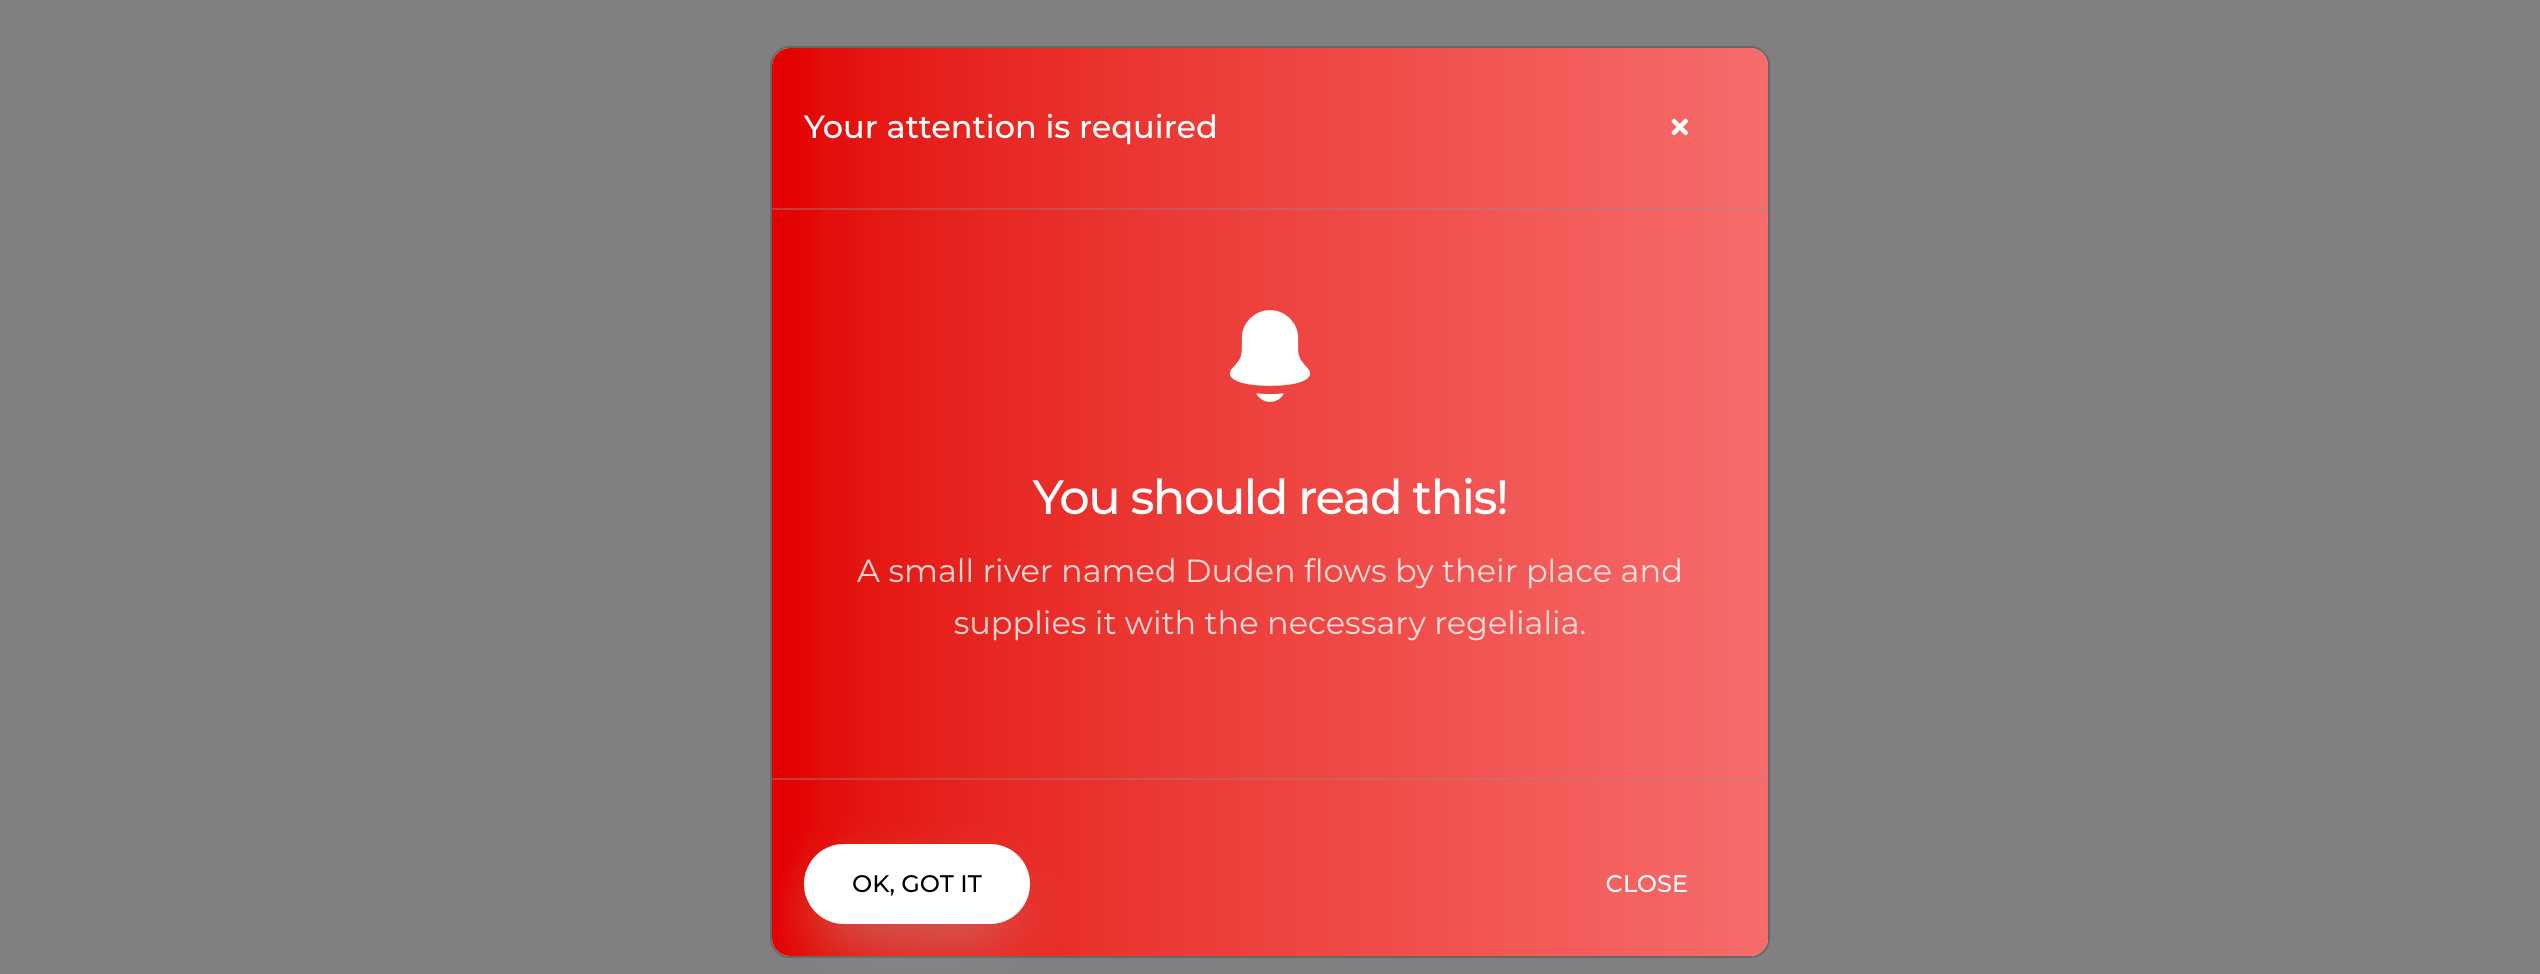 Your attention is required
You should read this!
A small river named Duden flows by their place and
supplies it with the necessary regelialia.
OK, GOT IT
CLOSE